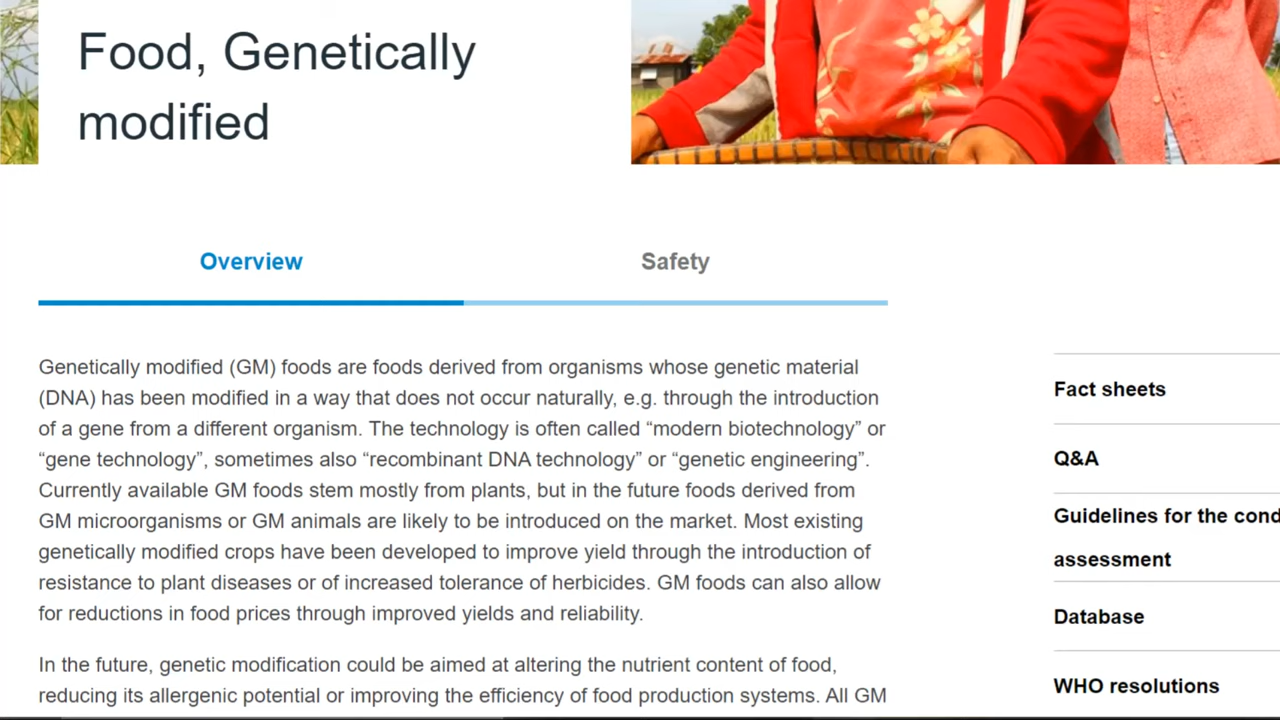 Food, Genetically
modified
Overview
Safety
Genetically modified (GM) foods are foods derived from organisms whose genetic material
(DNA) has been modified in a way that does not occur naturally, e.g. through the introduction
of a gene from a different organism. The technology is often called “modern biotechnology” or
“gene technology”, sometimes also “recombinant DNA technology” or “genetic engineering”.
Currently available GM foods stem mostly from plants, but in the future foods derived from
GM microorganisms or GM animals are likely to be introduced on the market. Most existing
genetically modified crops have been developed to improve yield through the introduction of
resistance to plant diseases or of increased tolerance of herbicides. GM foods can also allow
for reductions in food prices through improved yields and reliability.
In the future, genetic modification could be aimed at altering the nutrient content of food,
reducing its allergenic potential or improving the efficiency of food production systems. All GM
Fact sheets
Q&A
Guidelines for the cond
assessment
Database
WHO resolutions